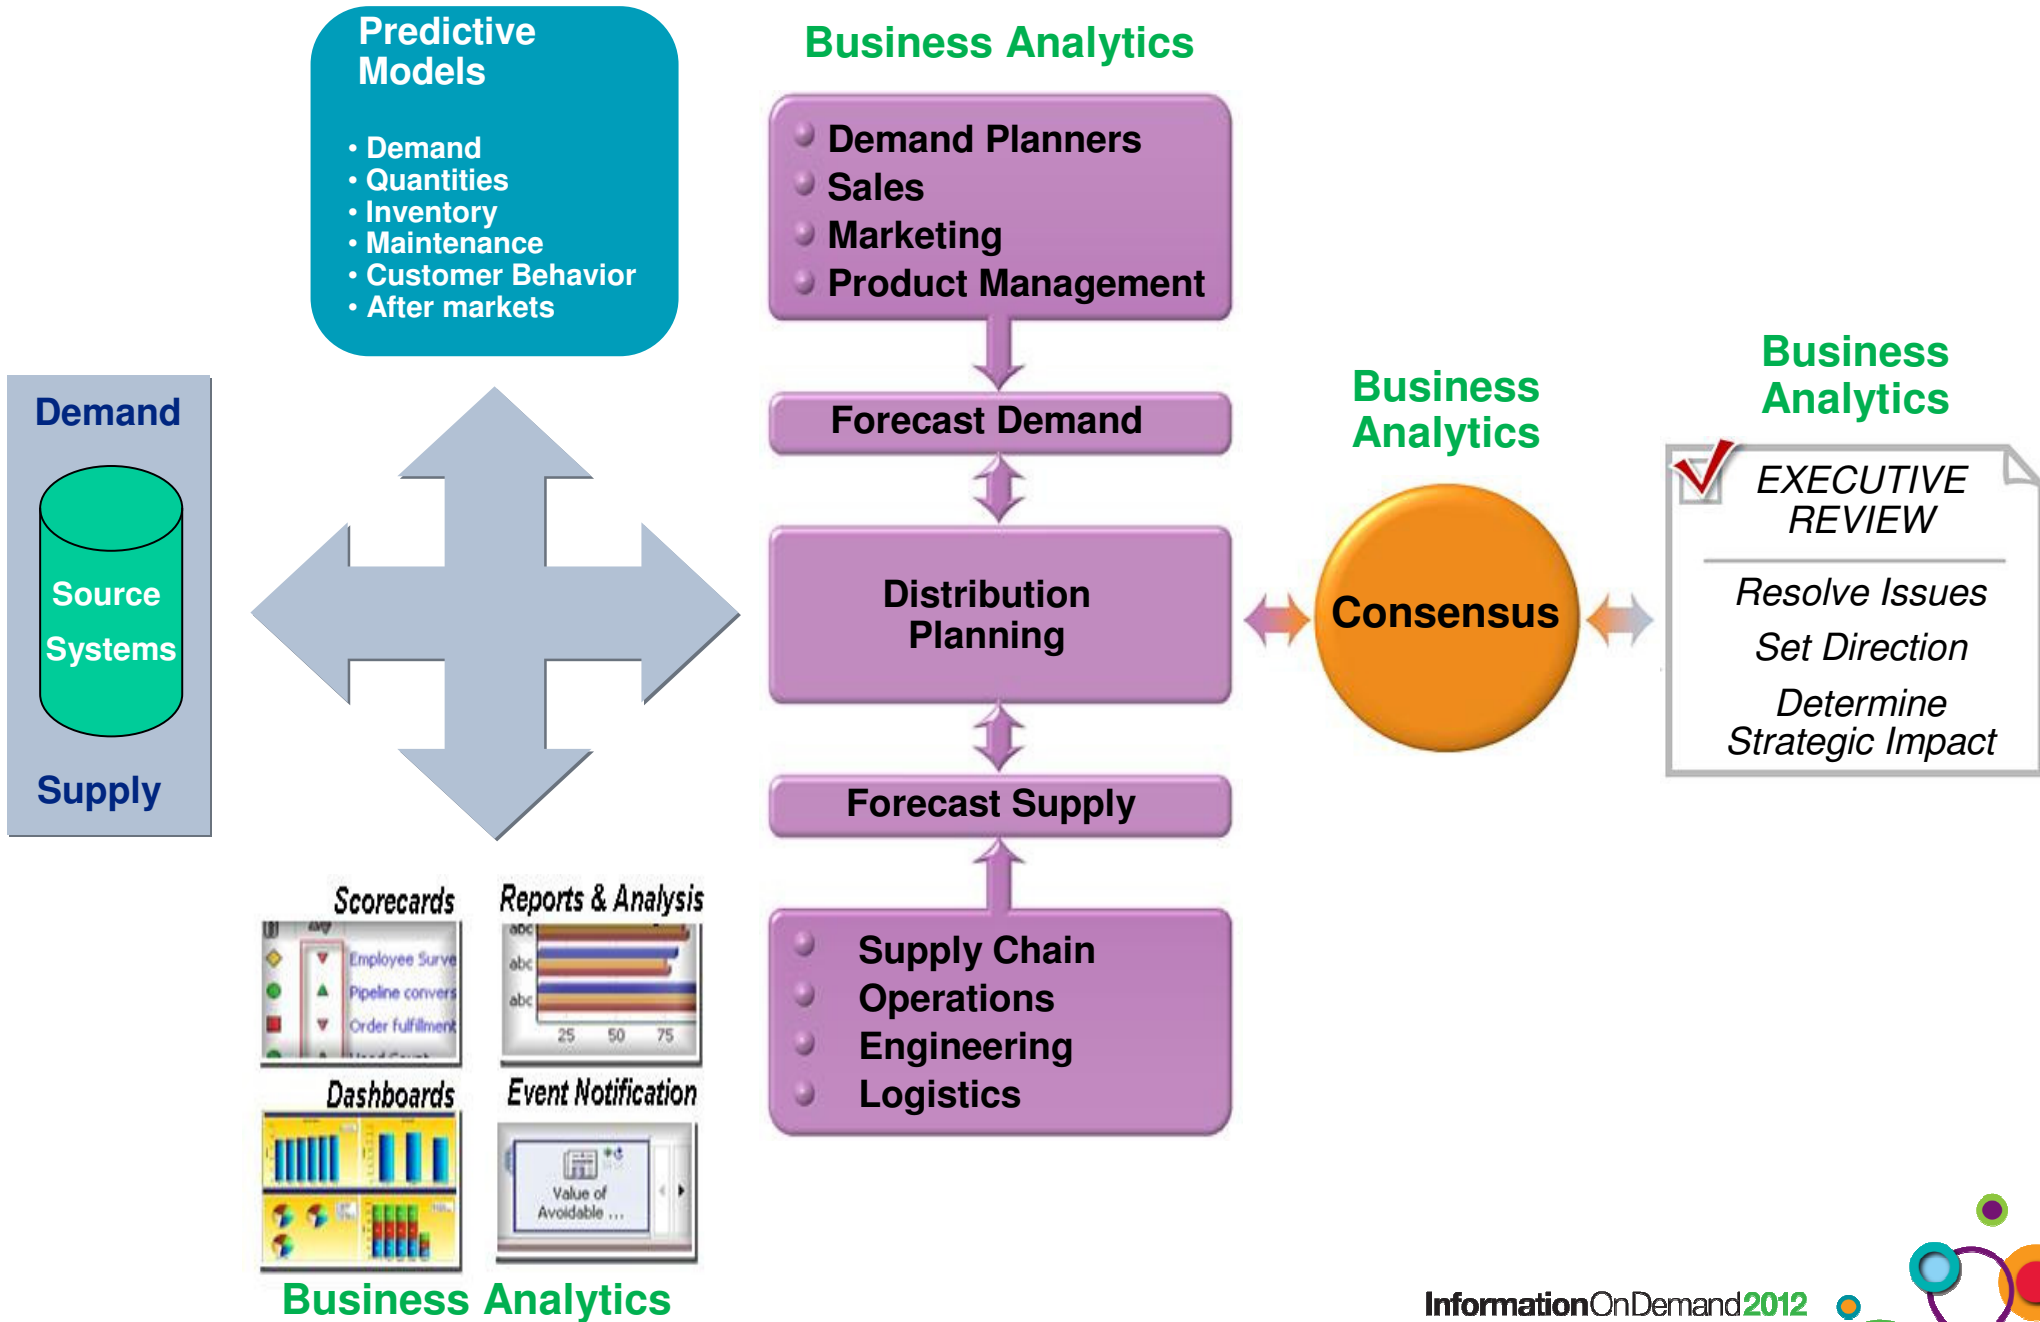 Predictive
Models
• Demand
• Quantities
• Inventory
• Maintenance
• Customer Behavior
• After markets
Business Analytics
Demand Planners
Sales
Marketing
Product Management
Forecast Demand
Distribution
Planning
Forecast Supply
Supply Chain
Operations
Engineering
Logistics
Demand
Source
Systems
Supply
Business
Analytics
Consensus
Business
Analytics
EXECUTIVE
REVIEW
Resolve Issues
Set Direction
Determine
Strategic Impact
Scorecards
Employee Surve
Pipeline convers
Order fulfillment
Reports & Analysis
abc
abc
abc
25 50 75
Dashboards
Event Notification
Value of
Avoidable ...
Business Analytics
InformationOnDemand2012